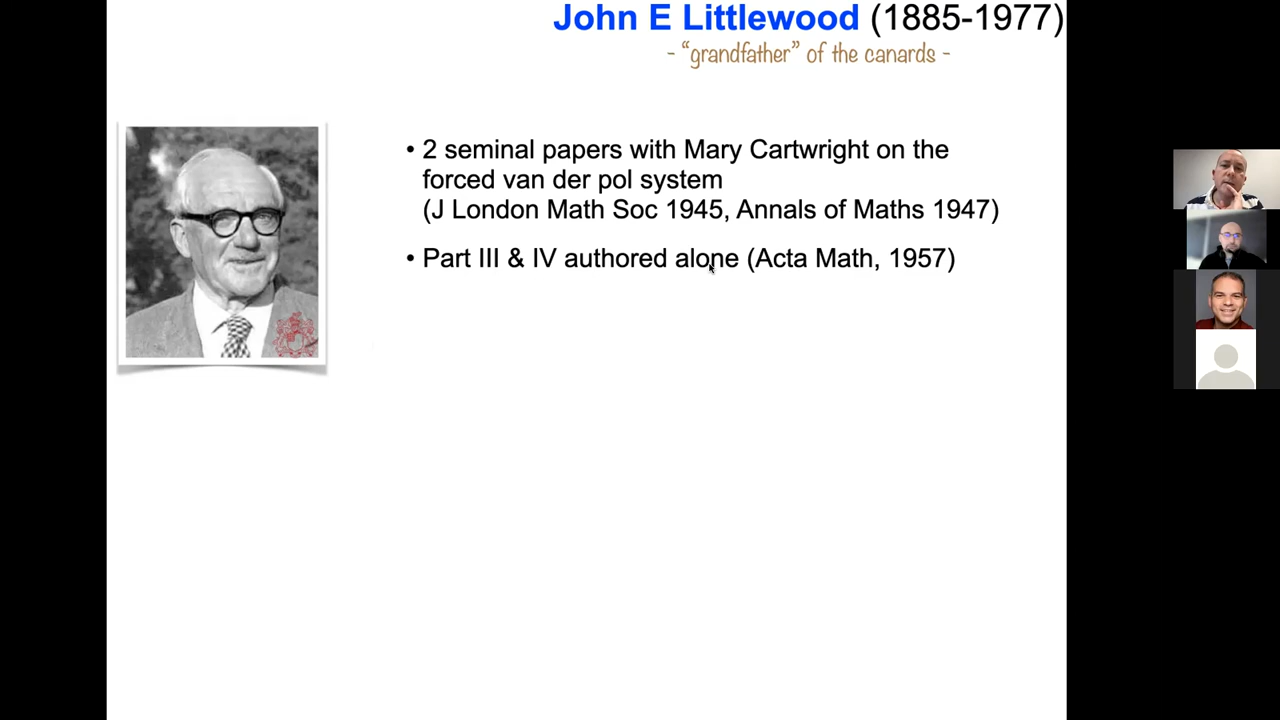 John E Littlewood (1885-1977)
- “grandfather” of the canards -
• 2 seminal papers with Mary Cartwright on the
forced van der pol system
(J London Math Soc 1945, Annals of Maths 1947)
• Part III & IV authored alone (Acta Math, 1957)